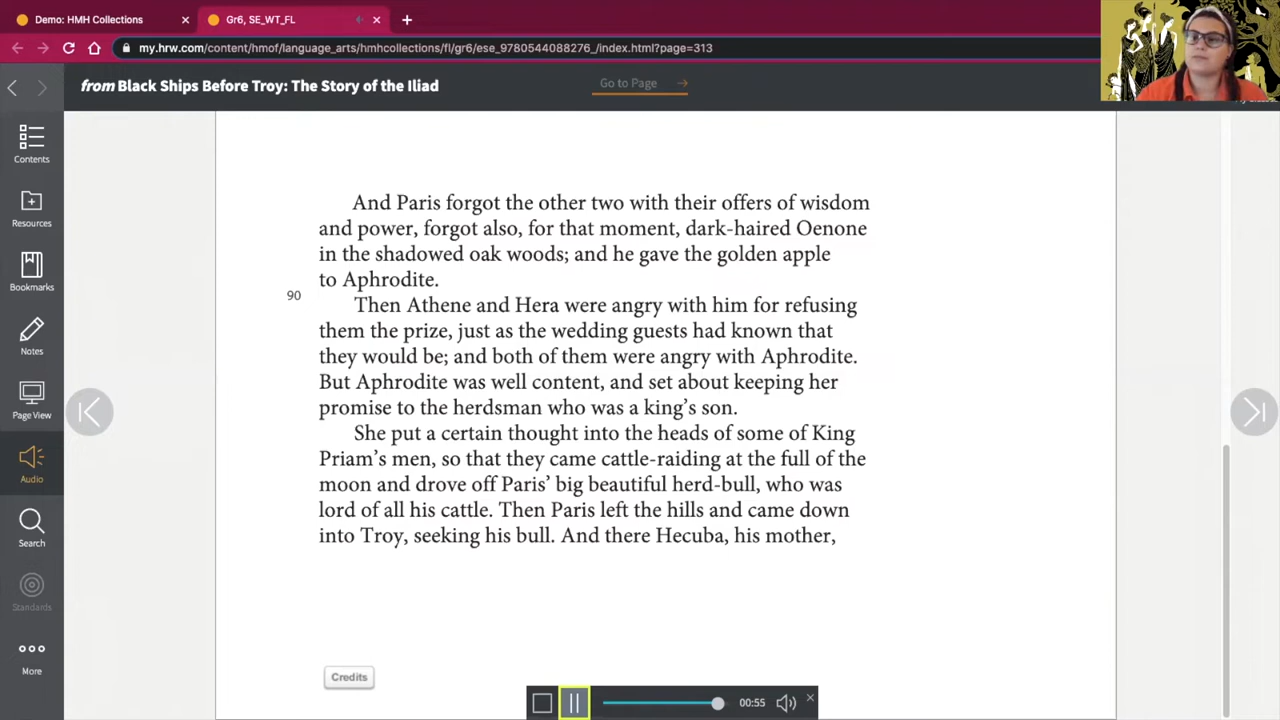 Demo: HMH Collections
Gr6, SE_WT_FL
my.hrw.com/content/hmof/language_arts/hmhcollections/fl/gr6/ese_9780544088276_/index.html?page=313
from Black Ships Before Troy: The Story of the Iliad
Go to Page
Contents
Resources
Bookmarks
Notes
Page View
Audio
Search
Standards
More
And Paris forgot the other two with their offers of wisdom
and power, forgot also, for that moment, dark-haired Oenone
in the shadowed oak woods; and he gave the golden apple
to Aphrodite.
90
Then Athene and Hera were angry with him for refusing
them the prize, just as the wedding guests had known that
they would be; and both of them were angry with Aphrodite.
But Aphrodite was well content, and set about keeping her
promise to the herdsman who was a king's son.
She put a certain thought into the heads of some of King
Priam's men, so that they came cattle-raiding at the full of the
moon and drove off Paris' big beautiful herd-bull, who was
lord of all his cattle. Then Paris left the hills and came down
into Troy, seeking his bull. And there Hecuba, his mother,
Credits
00:55